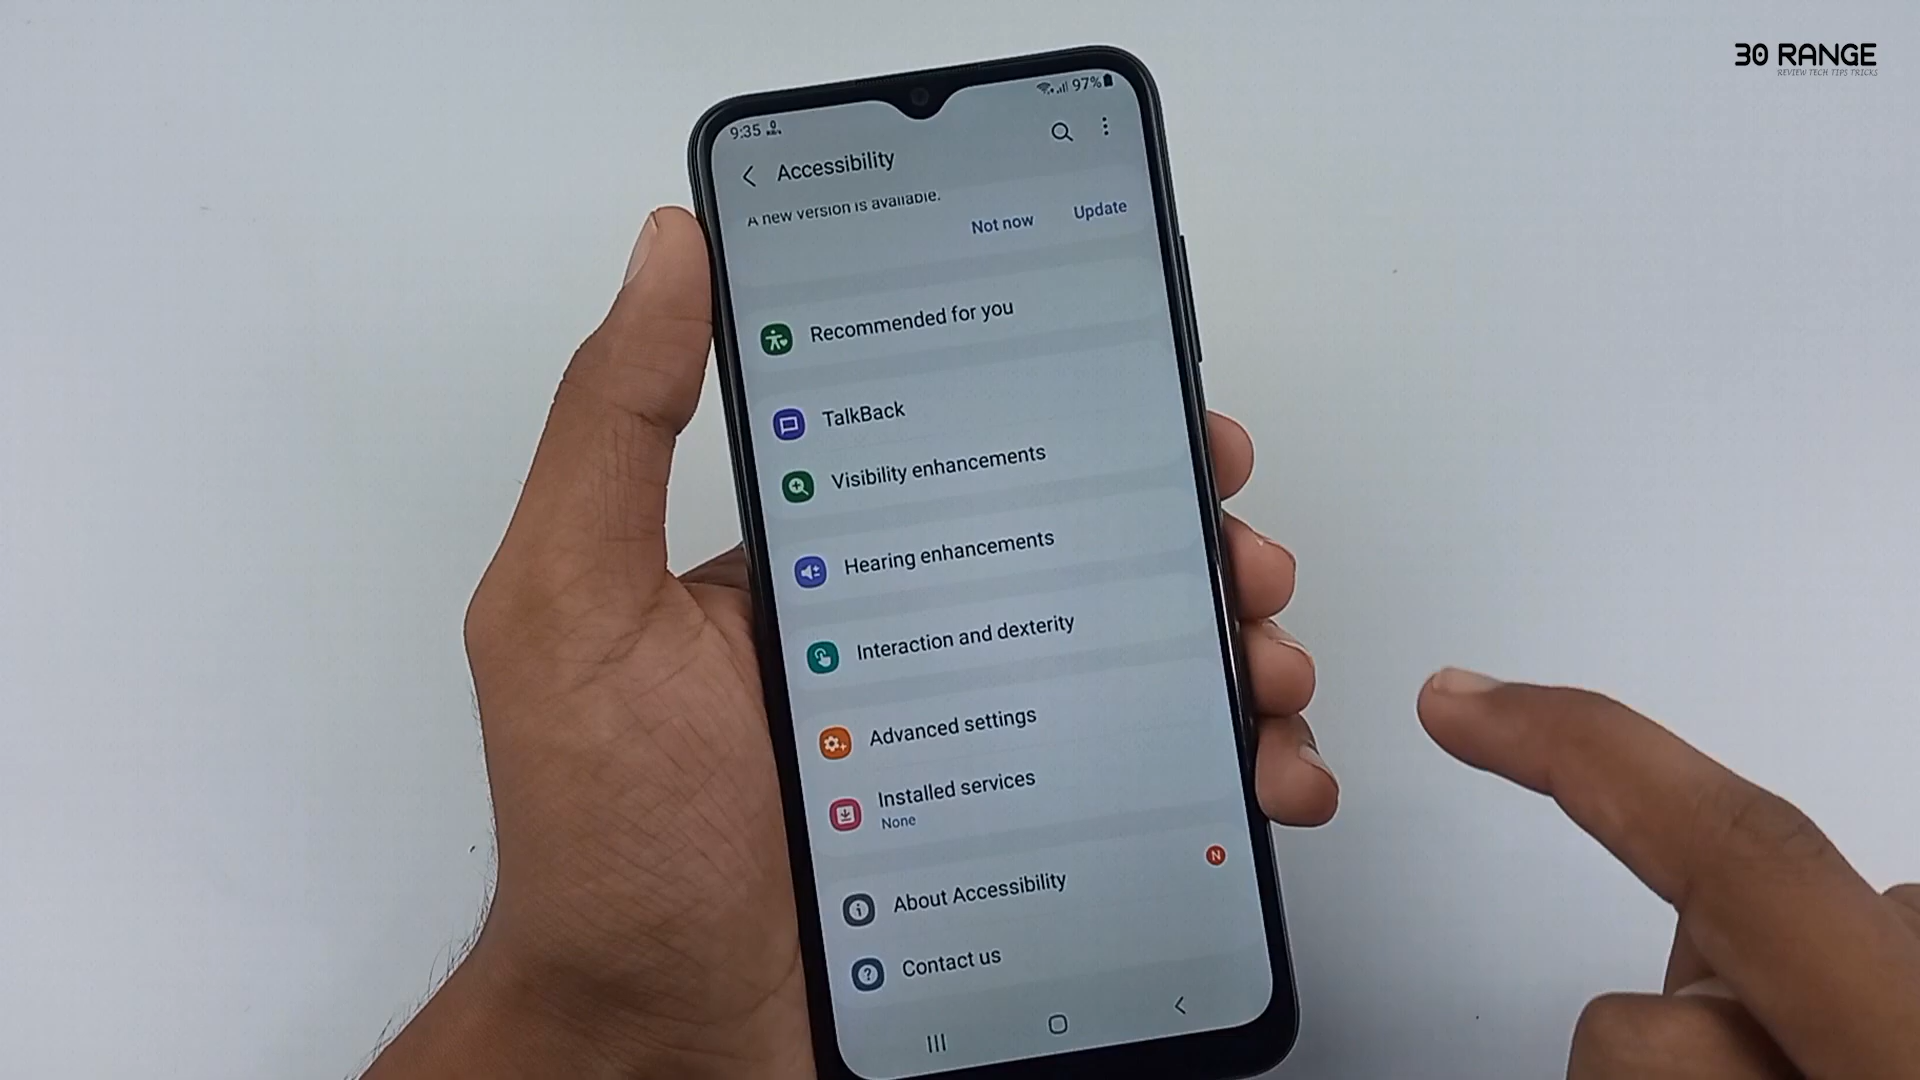 30 RANGE
REVIEW TECH TIPS TRICKS
9:35
97%
Accessibility
A new version is available.
Not now Update
Recommended for you
TalkBack
Visibility enhancements
Hearing enhancements
Interaction and dexterity
Advanced settings
Installed services
None
N
About Accessibility
Contact us